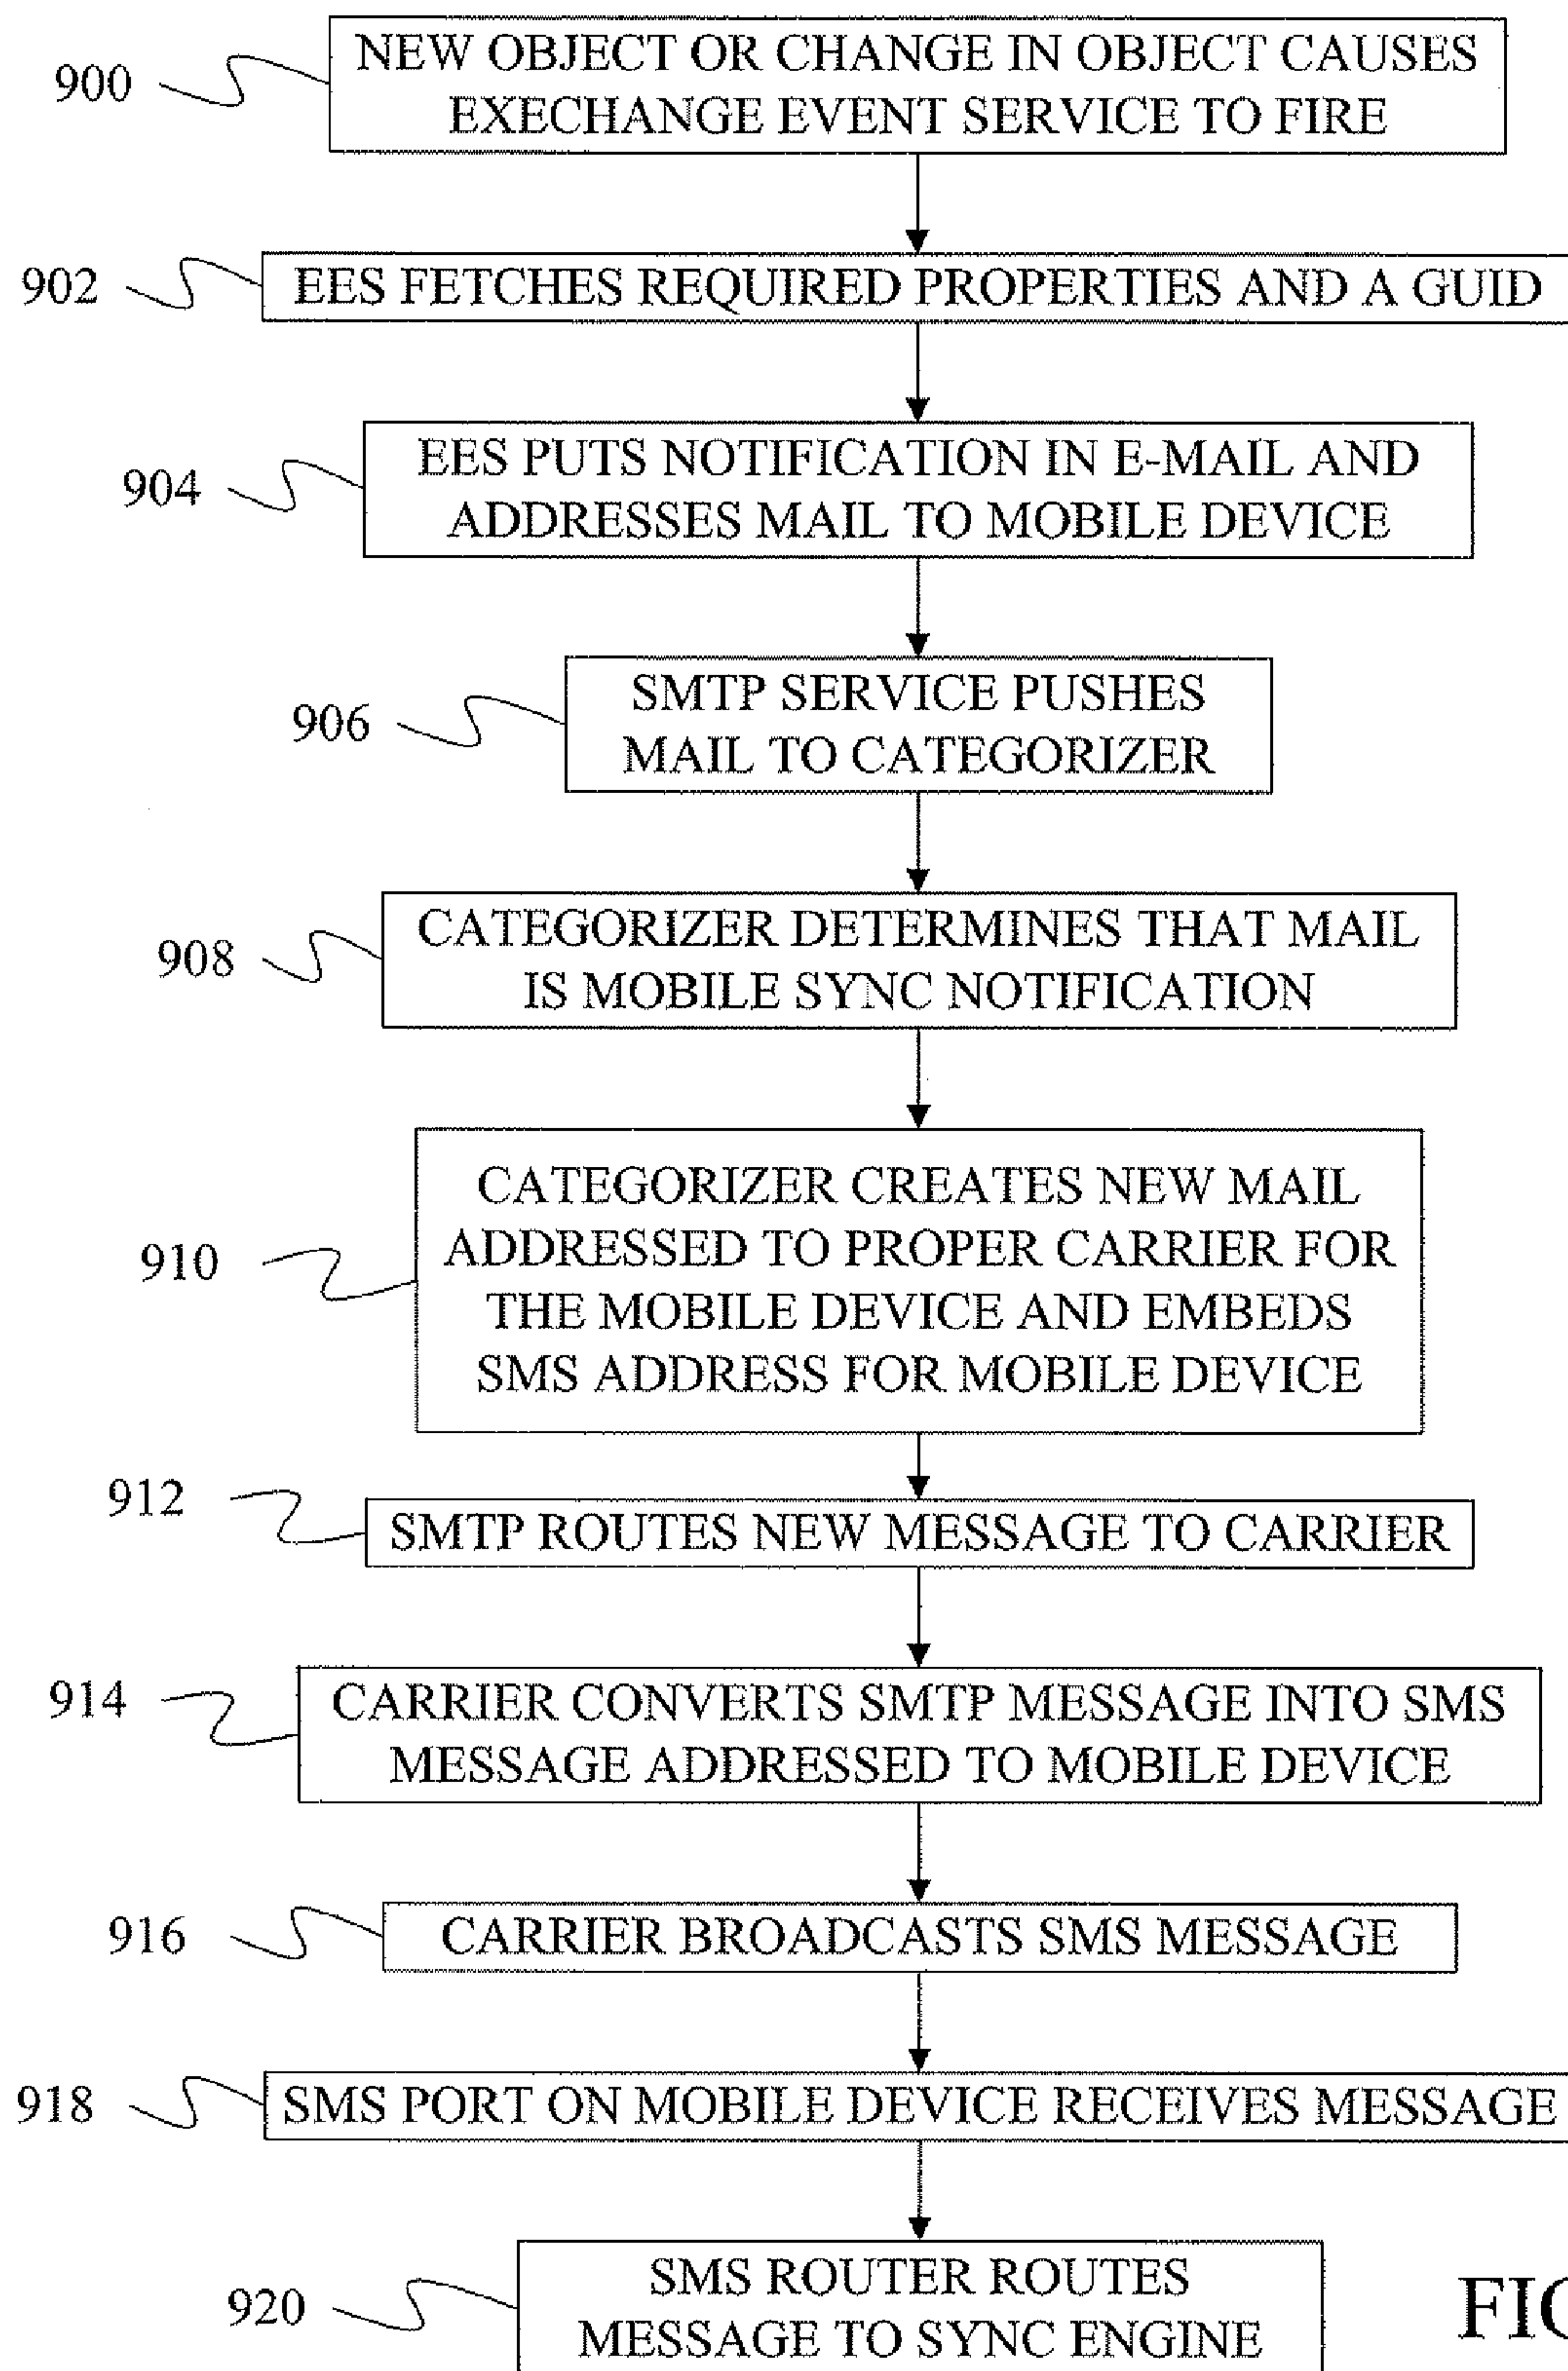 900
NEW OBJECT OR CHANGE IN OBJECT CAUSES
EXECHANGE EVENT SERVICE TO FIRE
902
EES FETCHES REQUIRED PROPERTIES AND A GUID
904
EES PUTS NOTIFICATION IN E-MAIL AND
ADDRESSES MAIL TO MOBILE DEVICE
906
SMTP SERVICE PUSHES
MAIL TO CATEGORIZER
908
CATEGORIZER DETERMINES THAT MAIL
IS MOBILE SYNC NOTIFICATION
910
CATEGORIZER CREATES NEW MAIL
ADDRESSED TO PROPER CARRIER FOR
THE MOBILE DEVICE AND EMBEDS
SMS ADDRESS FOR MOBILE DEVICE
912
SMTP ROUTES NEW MESSAGE TO CARRIER
914
CARRIER CONVERTS SMTP MESSAGE INTO SMS
MESSAGE ADDRESSED TO MOBILE DEVICE
916
CARRIER BROADCASTS SMS MESSAGE
918
SMS PORT ON MOBILE DEVICE RECEIVES MESSAGE
920
SMS ROUTER ROUTES
MESSAGE TO SYNC ENGINE